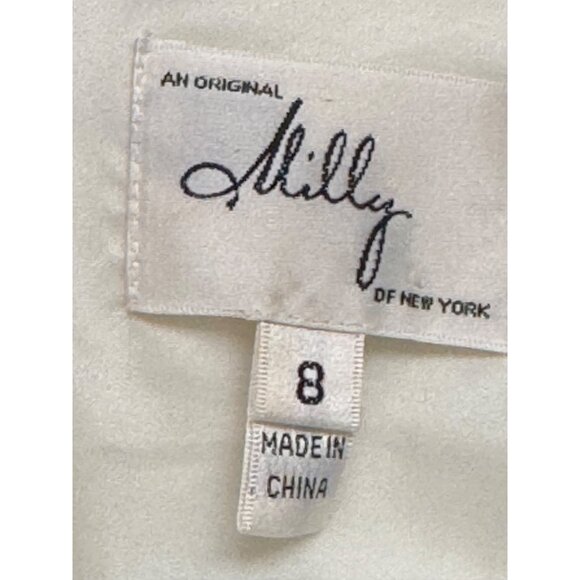 AN ORIGINAL
Milly
OF NEW YORK
8
MADE IN
CHINA